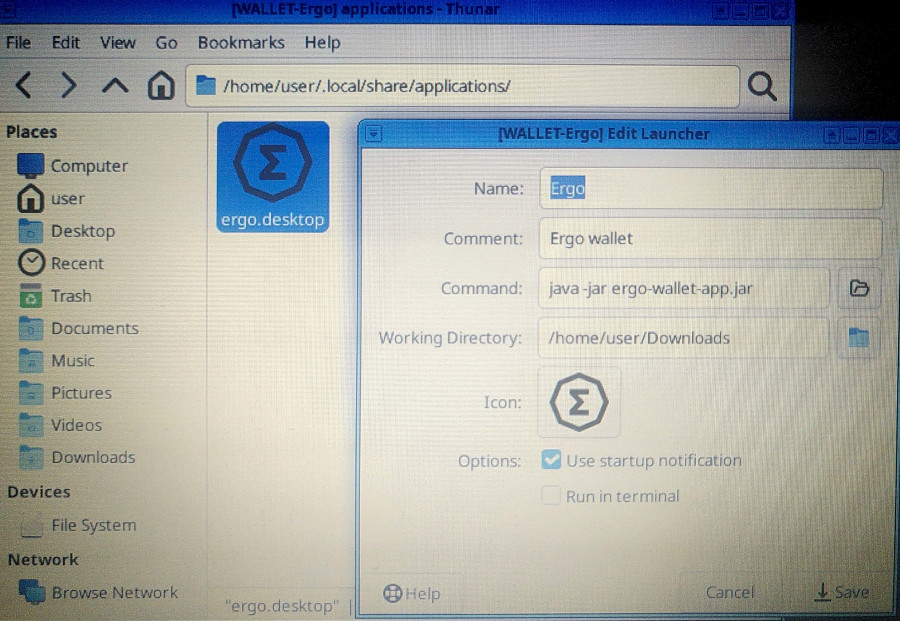 [WALLET-Ergo] applications - Thunar
File Edit View Go Bookmarks Help
/home/user/.local/share/applications/
Places
Computer
user
Desktop
Recent
Trash
Documents
Music
Pictures
Videos
Downloads
Devices
File System
Network
Browse Network
Σ
ergo.desktop
"ergo.desktop" |
[WALLET-Ergo] Edit Launcher
Name: Ergo
Comment: Ergo wallet
Command: java -jar ergo-wallet-app.jar
Working Directory: /home/user/Downloads
Icon: Σ
Options: Use startup notification
Run in terminal
Help Cancel Save